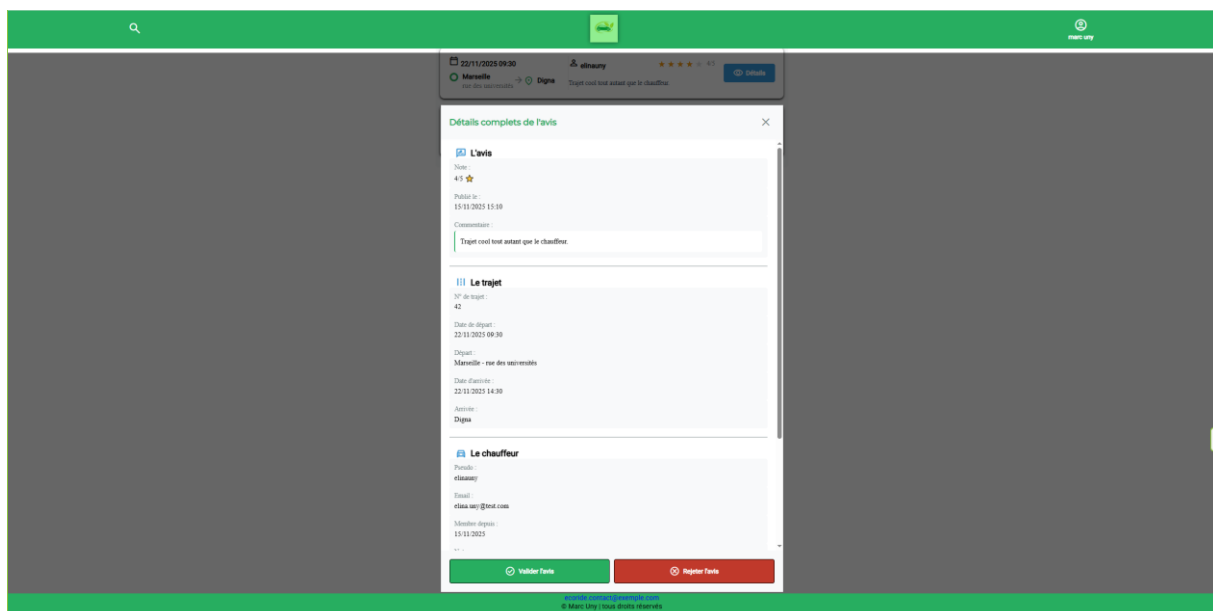 marc uny
22/11/2025 09:30
elinauny
4/5
Détails
Marseille
Digna
rue des universités
Trajet cool tout autant que le chauffeur.
Détails complets de l'avis
L'avis
Note :
4/5
Publié le :
15/11/2025 15:10
Commentaire :
Trajet cool tout autant que le chauffeur.
Le trajet
N° de trajet :
42
Date de départ :
22/11/2025 09:30
Départ :
Marseille - rue des universités
Date d'arrivée :
22/11/2025 14:30
Arrivée :
Digna
Le chauffeur
Pseudo :
elinauny
Email :
elina.uny@test.com
Membre depuis :
15/11/2025
Valider l'avis
Rejeter l'avis
ecoride.contact@exemple.com
© Marc Uny | tous droits réservés